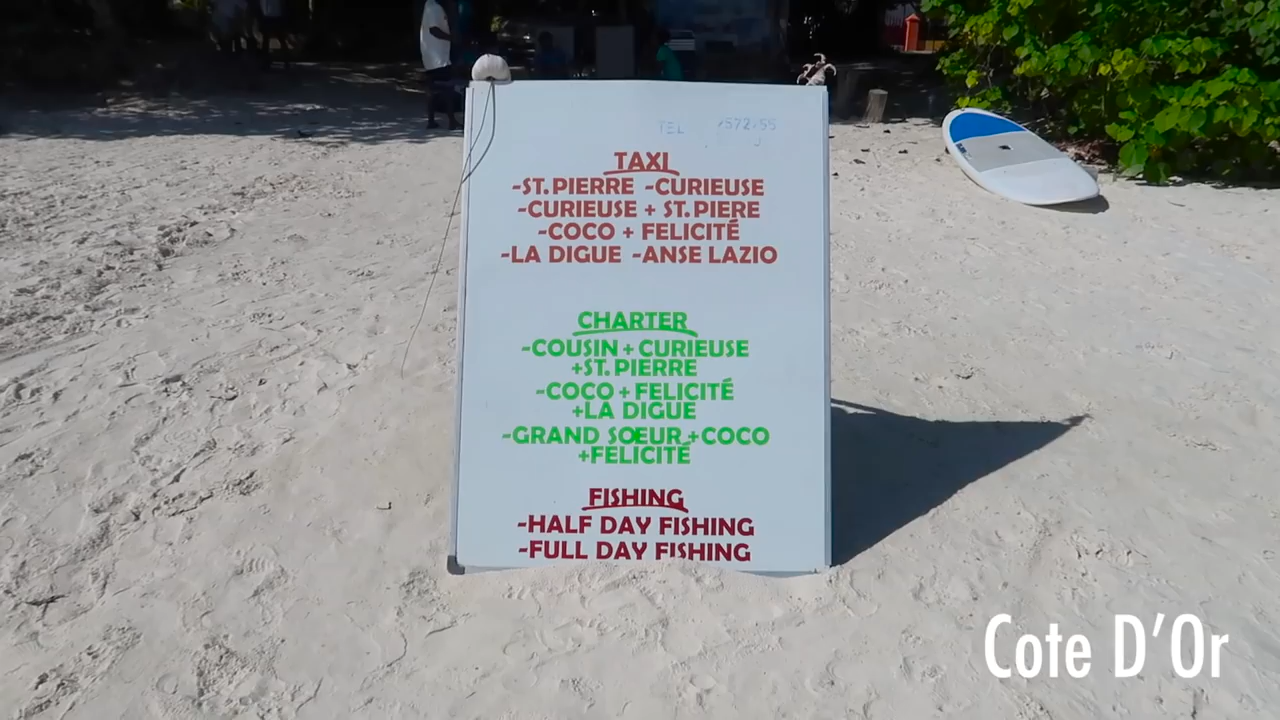 TEL
TAXI
-ST. PIERRE -CURIEUSE
-CURIEUSE + ST. PIERE
-COCO + FELICITÉ
-LA DIGUE -ANSE LAZIO
CHARTER
-COUSIN + CURIEUSE
+ST. PIERRE
-COCO + FELICITÉ
+LA DIGUE
-GRAND SOEUR +COCO
+FELICITÉ
FISHING
-HALF DAY FISHING
-FULL DAY FISHING
Cote D'Or